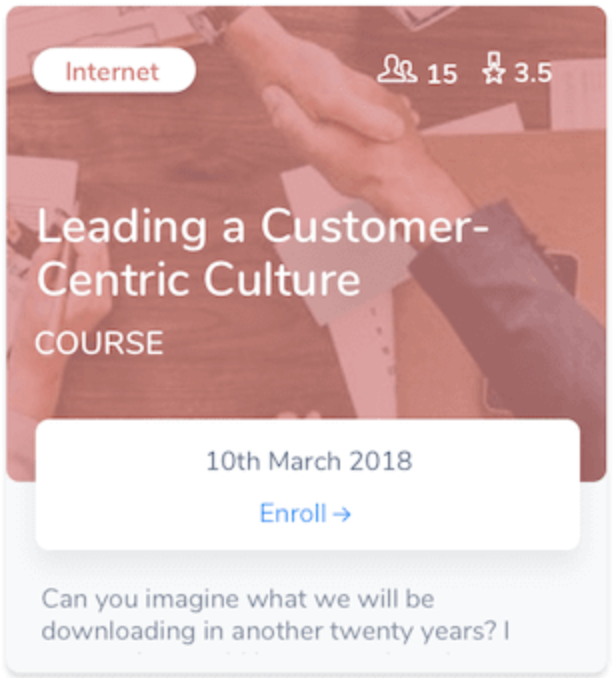 Internet
15 3.5
Leading a Customer-
Centric Culture
COURSE
10th March 2018
Enroll →
Can you imagine what we will be
downloading in another twenty years? I